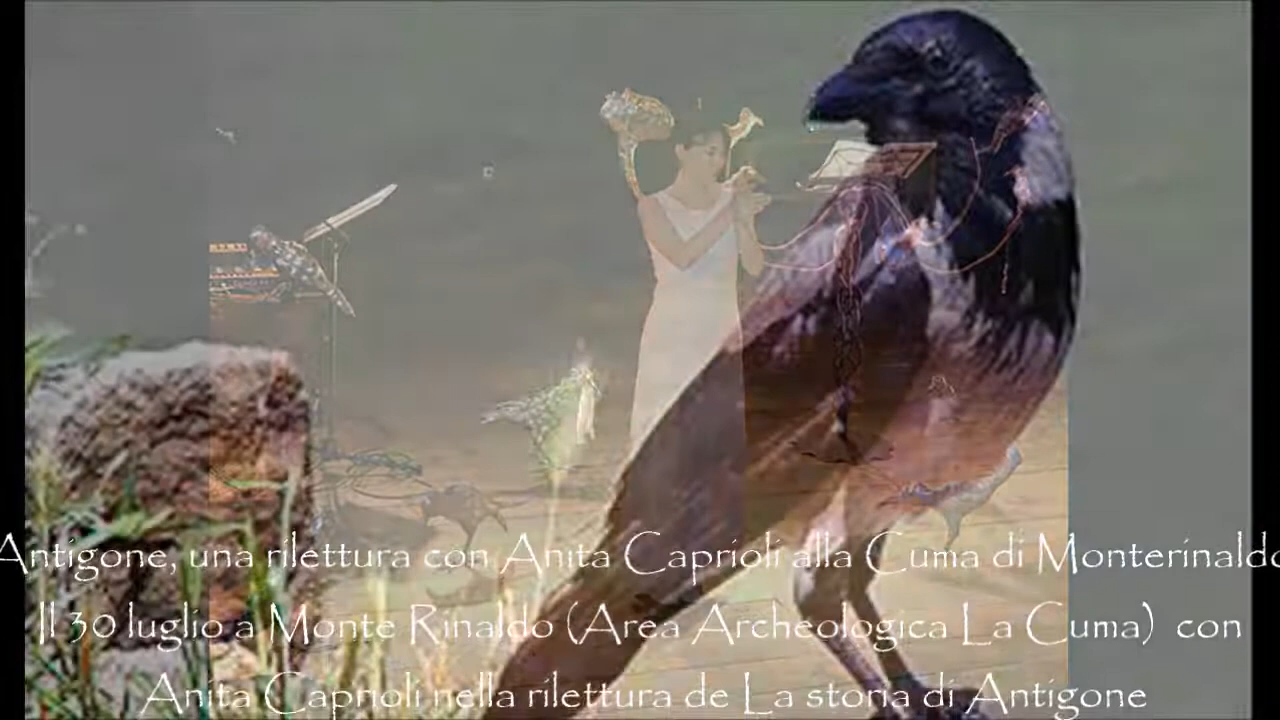 Antigone, una rilettura con Anita Caprioli alla Cuma di Monterinaldo
Il 30 luglio a Monte Rinaldo (Area Archeologica La Cuma) con
Anita Caprioli nella rilettura de La storia di Antigone